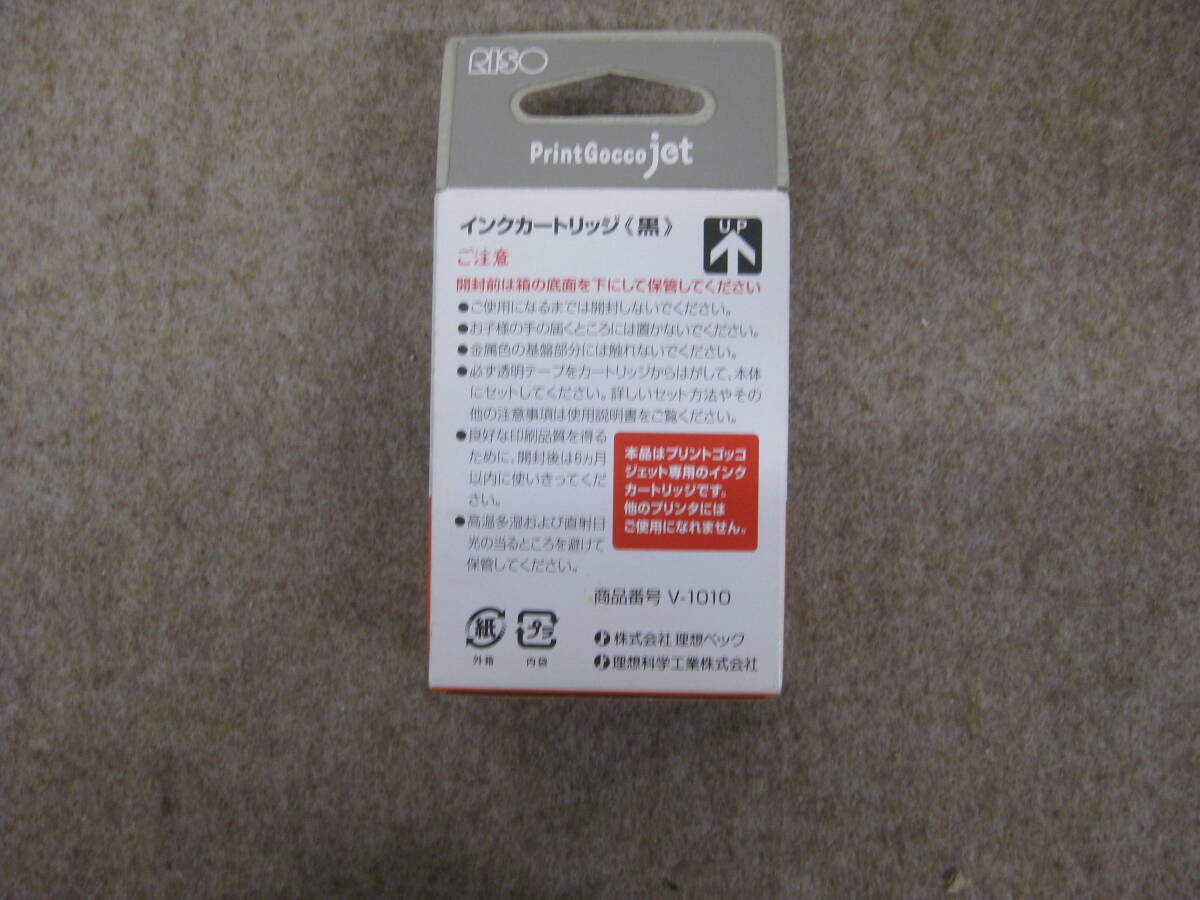 RISO
PrintGocco jet
インクカートリッジ《黒》
UP
ご注意
開封前は箱の底面を下にして保管してください
●ご使用になるまでは開封しないでください。
●お子様の手の届くところには置かないでください。
●金属色の基盤部分には触れないでください。
●必ず透明テープをカートリッジからはがして、本体
にセットしてください。詳しいセット方法やその
他の注意事項は使用説明書をご覧ください。
●良好な印刷品質を得る
ために、開封後は6ヵ月
以内に使いきってくだ
さい。
●高温多湿および直射日
光の当るところを避けて
保管してください。
本品はプリントゴッコ
ジェット専用のインク
カートリッジです。
他のプリンタには
ご使用になれません。
商品番号 V-1010
紙
外箱
プラ
内袋
株式会社 理想ペック
理想科学工業株式会社